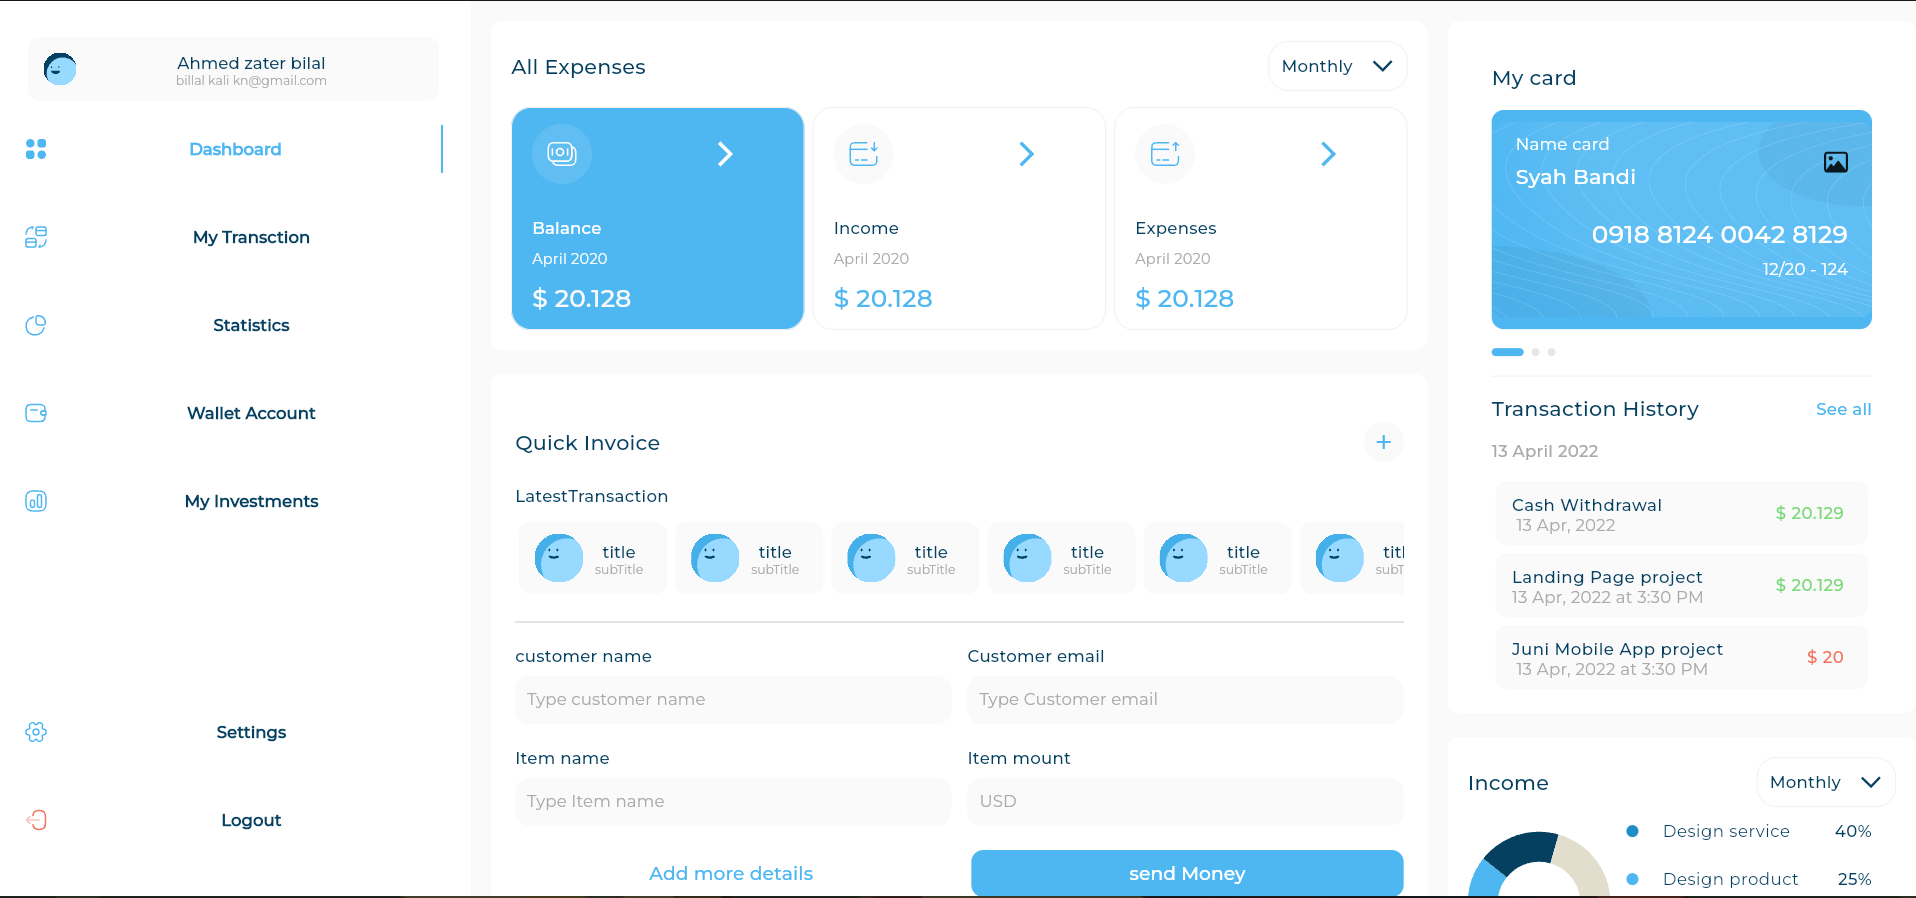 Ahmed zater bilal
billal kali kn@gmail.com
Dashboard
My Transction
Statistics
Wallet Account
My Investments
Settings
Logout
All Expenses
Monthly
Balance
April 2020
$ 20.128
Income
April 2020
$ 20.128
Expenses
April 2020
$ 20.128
Quick Invoice
LatestTransaction
title
subTitle
title
subTitle
title
subTitle
title
subTitle
title
subTitle
titl
subT
customer name
Type customer name
Customer email
Type Customer email
Item name
Type Item name
Item mount
USD
Add more details
send Money
My card
Name card
Syah Bandi
0918 8124 0042 8129
12/20 - 124
Transaction History
See all
13 April 2022
Cash Withdrawal
13 Apr, 2022
$ 20.129
Landing Page project
13 Apr, 2022 at 3:30 PM
$ 20.129
Juni Mobile App project
13 Apr, 2022 at 3:30 PM
$ 20
Income
Monthly
Design service 40%
Design product 25%